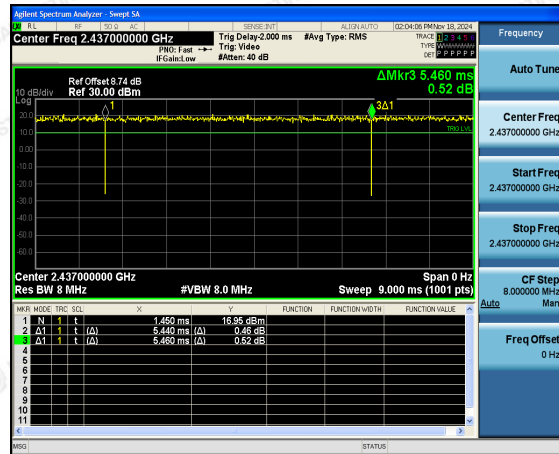 Agilent Spectrum Analyzer - Swept SA
RL RF 50 Ω AC SENSE:INT ALIGN AUTO 02:04:06 PM Nov 18, 2024
Center Freq 2.437000000 GHz
PNO: Fast
IFGain:Low
Trig Delay-2.000 ms
Trig: Video
#Atten: 40 dB
#Avg Type: RMS
TRACE 1 2 3 4 5 6
TYPE
DET P P P P P P
Ref Offset 8.74 dB
Ref 30.00 dBm
10 dB/div
Log
ΔMkr3 5.460 ms
0.52 dB
1
3Δ1
20.0
10.0
0.00
-10.0
-20.0
-30.0
-40.0
-50.0
-60.0
TRIG LVL
Center 2.437000000 GHz Span 0 Hz
Res BW 8 MHz #VBW 8.0 MHz Sweep 9.000 ms (1001 pts)
MKR MODE TRC SCL X Y FUNCTION FUNCTION WIDTH FUNCTION VALUE
1 N 1 t 1.450 ms 16.95 dBm
2 Δ1 1 t (Δ) 5.440 ms (Δ) 0.46 dB
3 Δ1 1 t (Δ) 5.460 ms (Δ) 0.52 dB
4
5
6
7
8
9
10
11
MSG STATUS
Frequency
Auto Tune
Center Freq
2.437000000 GHz
Start Freq
2.437000000 GHz
Stop Freq
2.437000000 GHz
CF Step
8.000000 MHz
Auto Man
Freq Offset
0 Hz